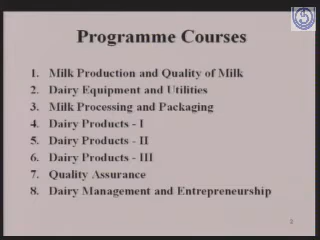 Programme Courses
1. Milk Production and Quality of Milk
2. Dairy Equipment and Utilities
3. Milk Processing and Packaging
4. Dairy Products - I
5. Dairy Products - II
6. Dairy Products - III
7. Quality Assurance
8. Dairy Management and Entrepreneurship